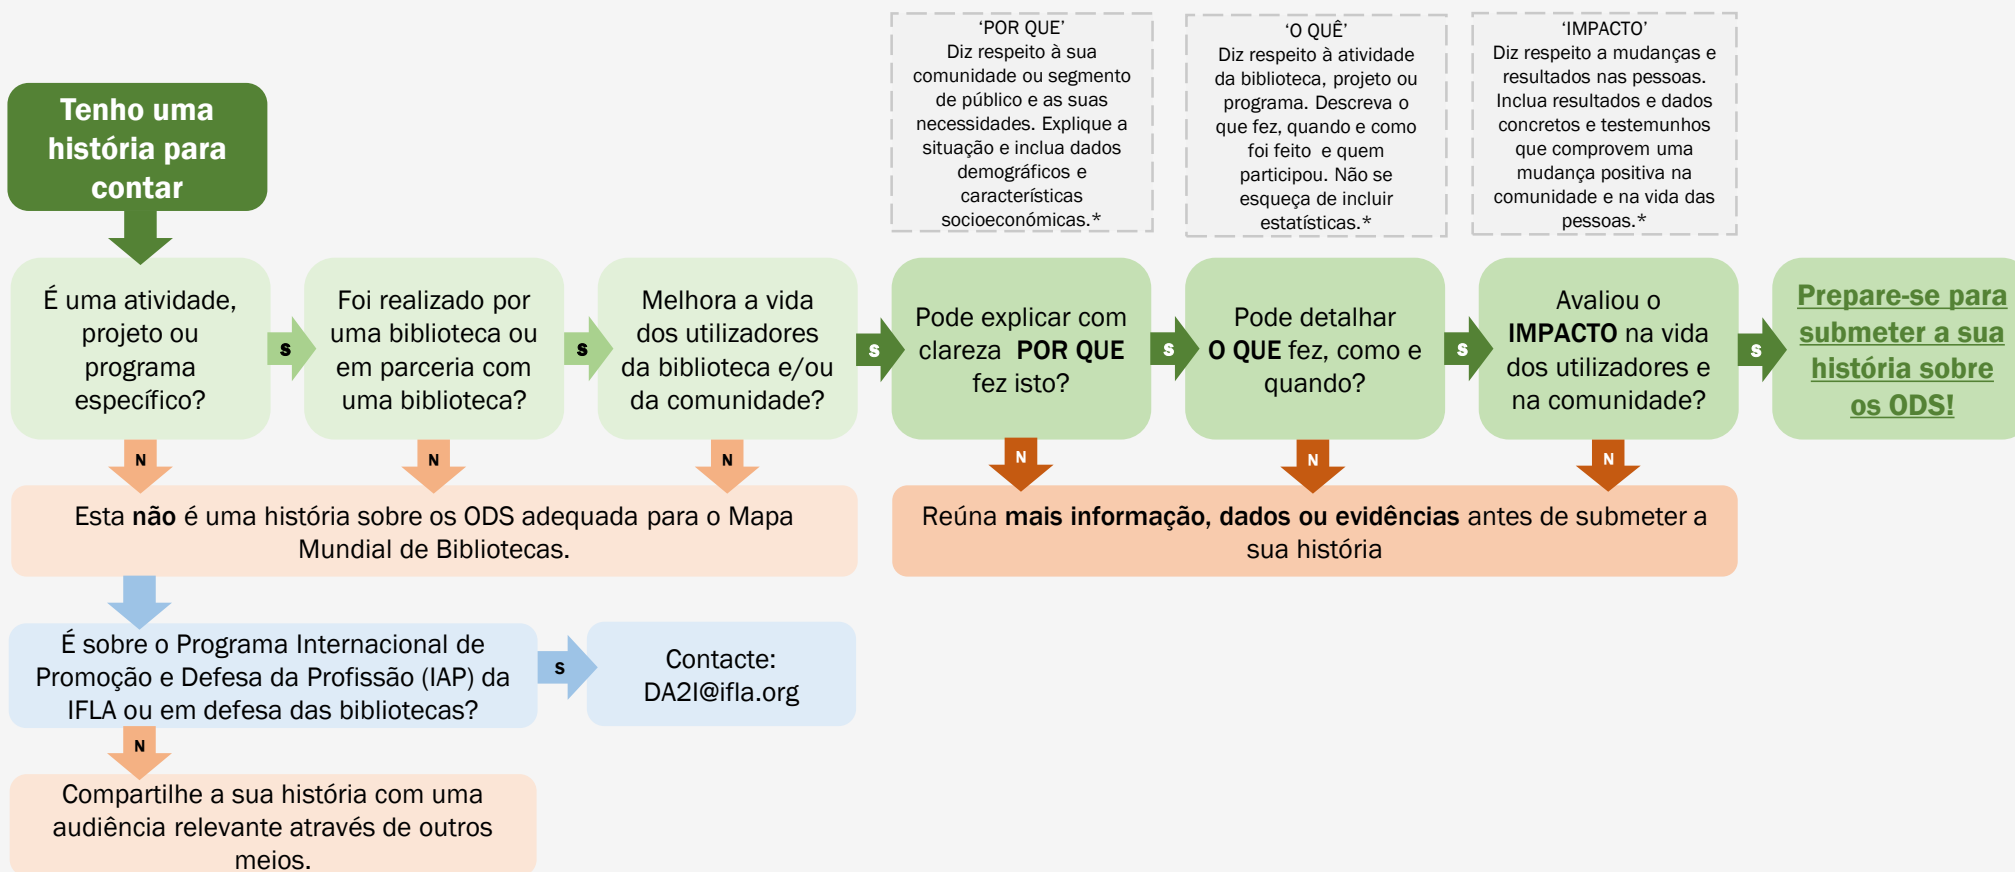 'POR QUE'
Diz respeito à sua
comunidade ou segmento
de público e as suas
necessidades. Explique a
situação e inclua dados
demográficos e
características
socioeconómicas.*
'O QUÊ'
Diz respeito à atividade
da biblioteca, projeto ou
programa. Descreva o
que fez, quando e como
foi feito e quem
participou. Não se
esqueça de incluir
estatísticas.*
'IMPACTO'
Diz respeito a mudanças e
resultados nas pessoas.
Inclua resultados e dados
concretos e testemunhos
que comprovem uma
mudança positiva na
comunidade e na vida das
pessoas.*
Tenho uma
história para
contar
É uma atividade,
projeto ou
programa
específico?
S
Foi realizado por
uma biblioteca ou
em parceria com
uma biblioteca?
S
Melhora a vida
dos utilizadores
da biblioteca e/ou
da comunidade?
S
Pode explicar com
clareza POR QUE
fez isto?
S
Pode detalhar
O QUE fez, como e
quando?
S
Avaliou o
IMPACTO na vida
dos utilizadores e
na comunidade?
S
Prepare-se para
submeter a sua
história sobre
os ODS!
N
N
N
N
N
N
Esta não é uma história sobre os ODS adequada para o Mapa
Mundial de Bibliotecas.
Reúna mais informação, dados ou evidências antes de submeter a
sua história
É sobre o Programa Internacional de
Promoção e Defesa da Profissão (IAP) da
IFLA ou em defesa das bibliotecas?
S
Contacte:
DA2I@ifla.org
N
Compartilhe a sua história com uma
audiência relevante através de outros
meios.